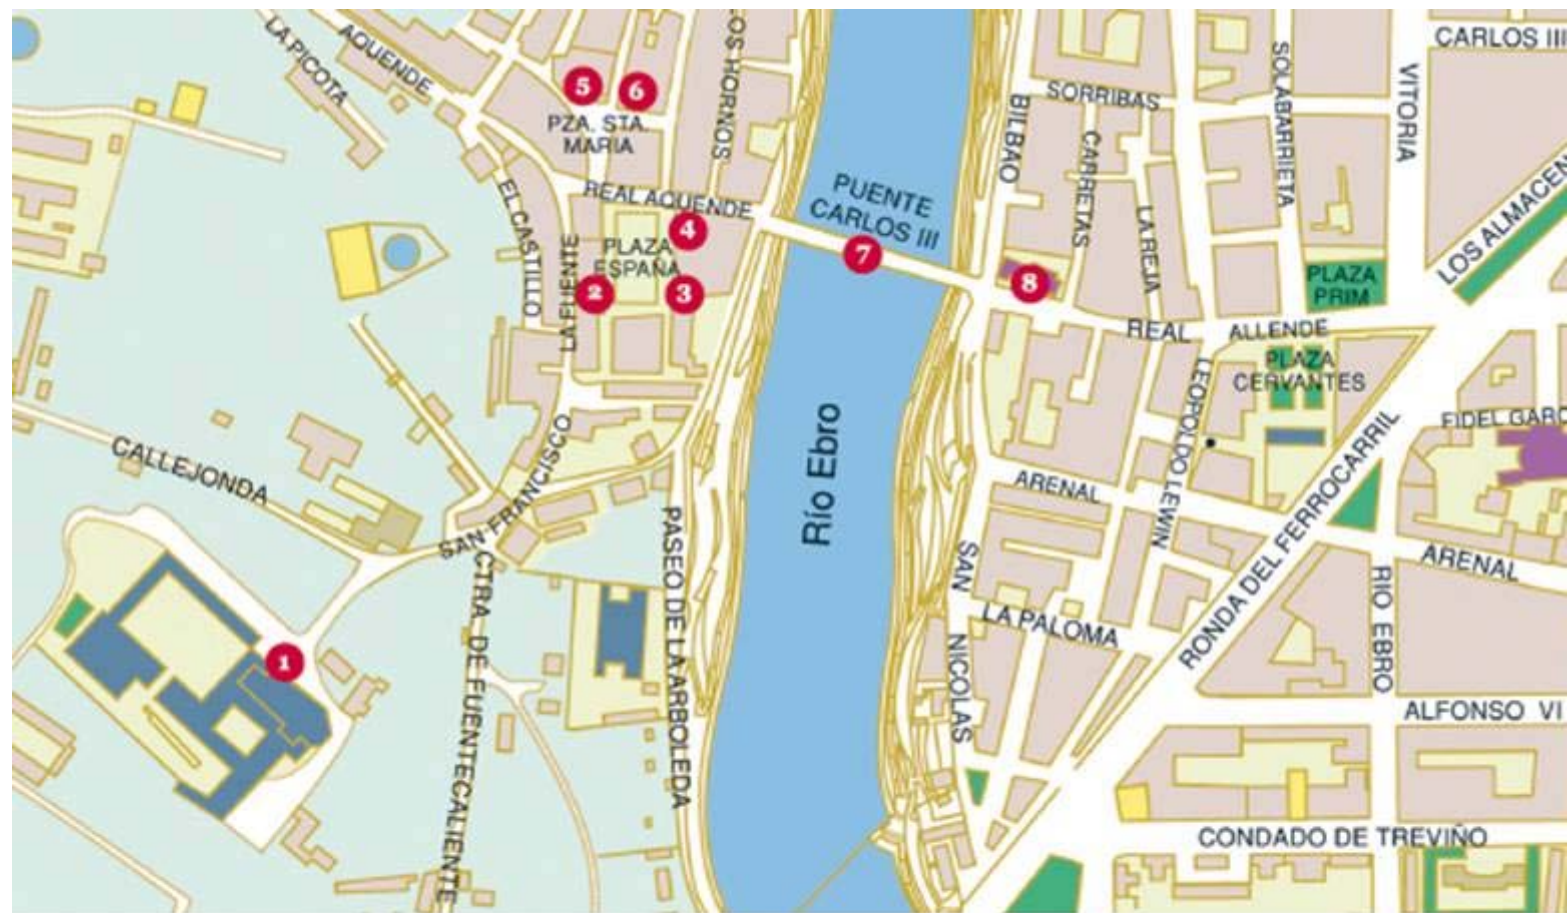 CARLOS III
LA PICOTA
AQUENDE
LOS HORNOS
5
6
PZA. STA.
MARIA
SORRIBAS
SOLABARRIETA
VITORIA
BILBAO
CARRETAS
LA REJA
LOS ALMACEN
EL CASTILLO
REAL AQUENDE
PUENTE
CARLOS III
4
PLAZA
ESPAÑA
LA FUENTE
2
3
7
8
PLAZA
PRIM
REAL
ALLENDE
PLAZA
CERVANTES
LEOPOLDO LEWIN
FIDEL GARC
CALLEJONDA
SAN FRANCISCO
Río Ebro
ARENAL
ARENAL
RONDA DEL FERROCARRIL
PASEO DE LA ARBOLEDA
CTRA. DE FUENTECALIENTE
SAN NICOLAS
LA PALOMA
RIO EBRO
1
ALFONSO VI
CONDADO DE TREVIÑO